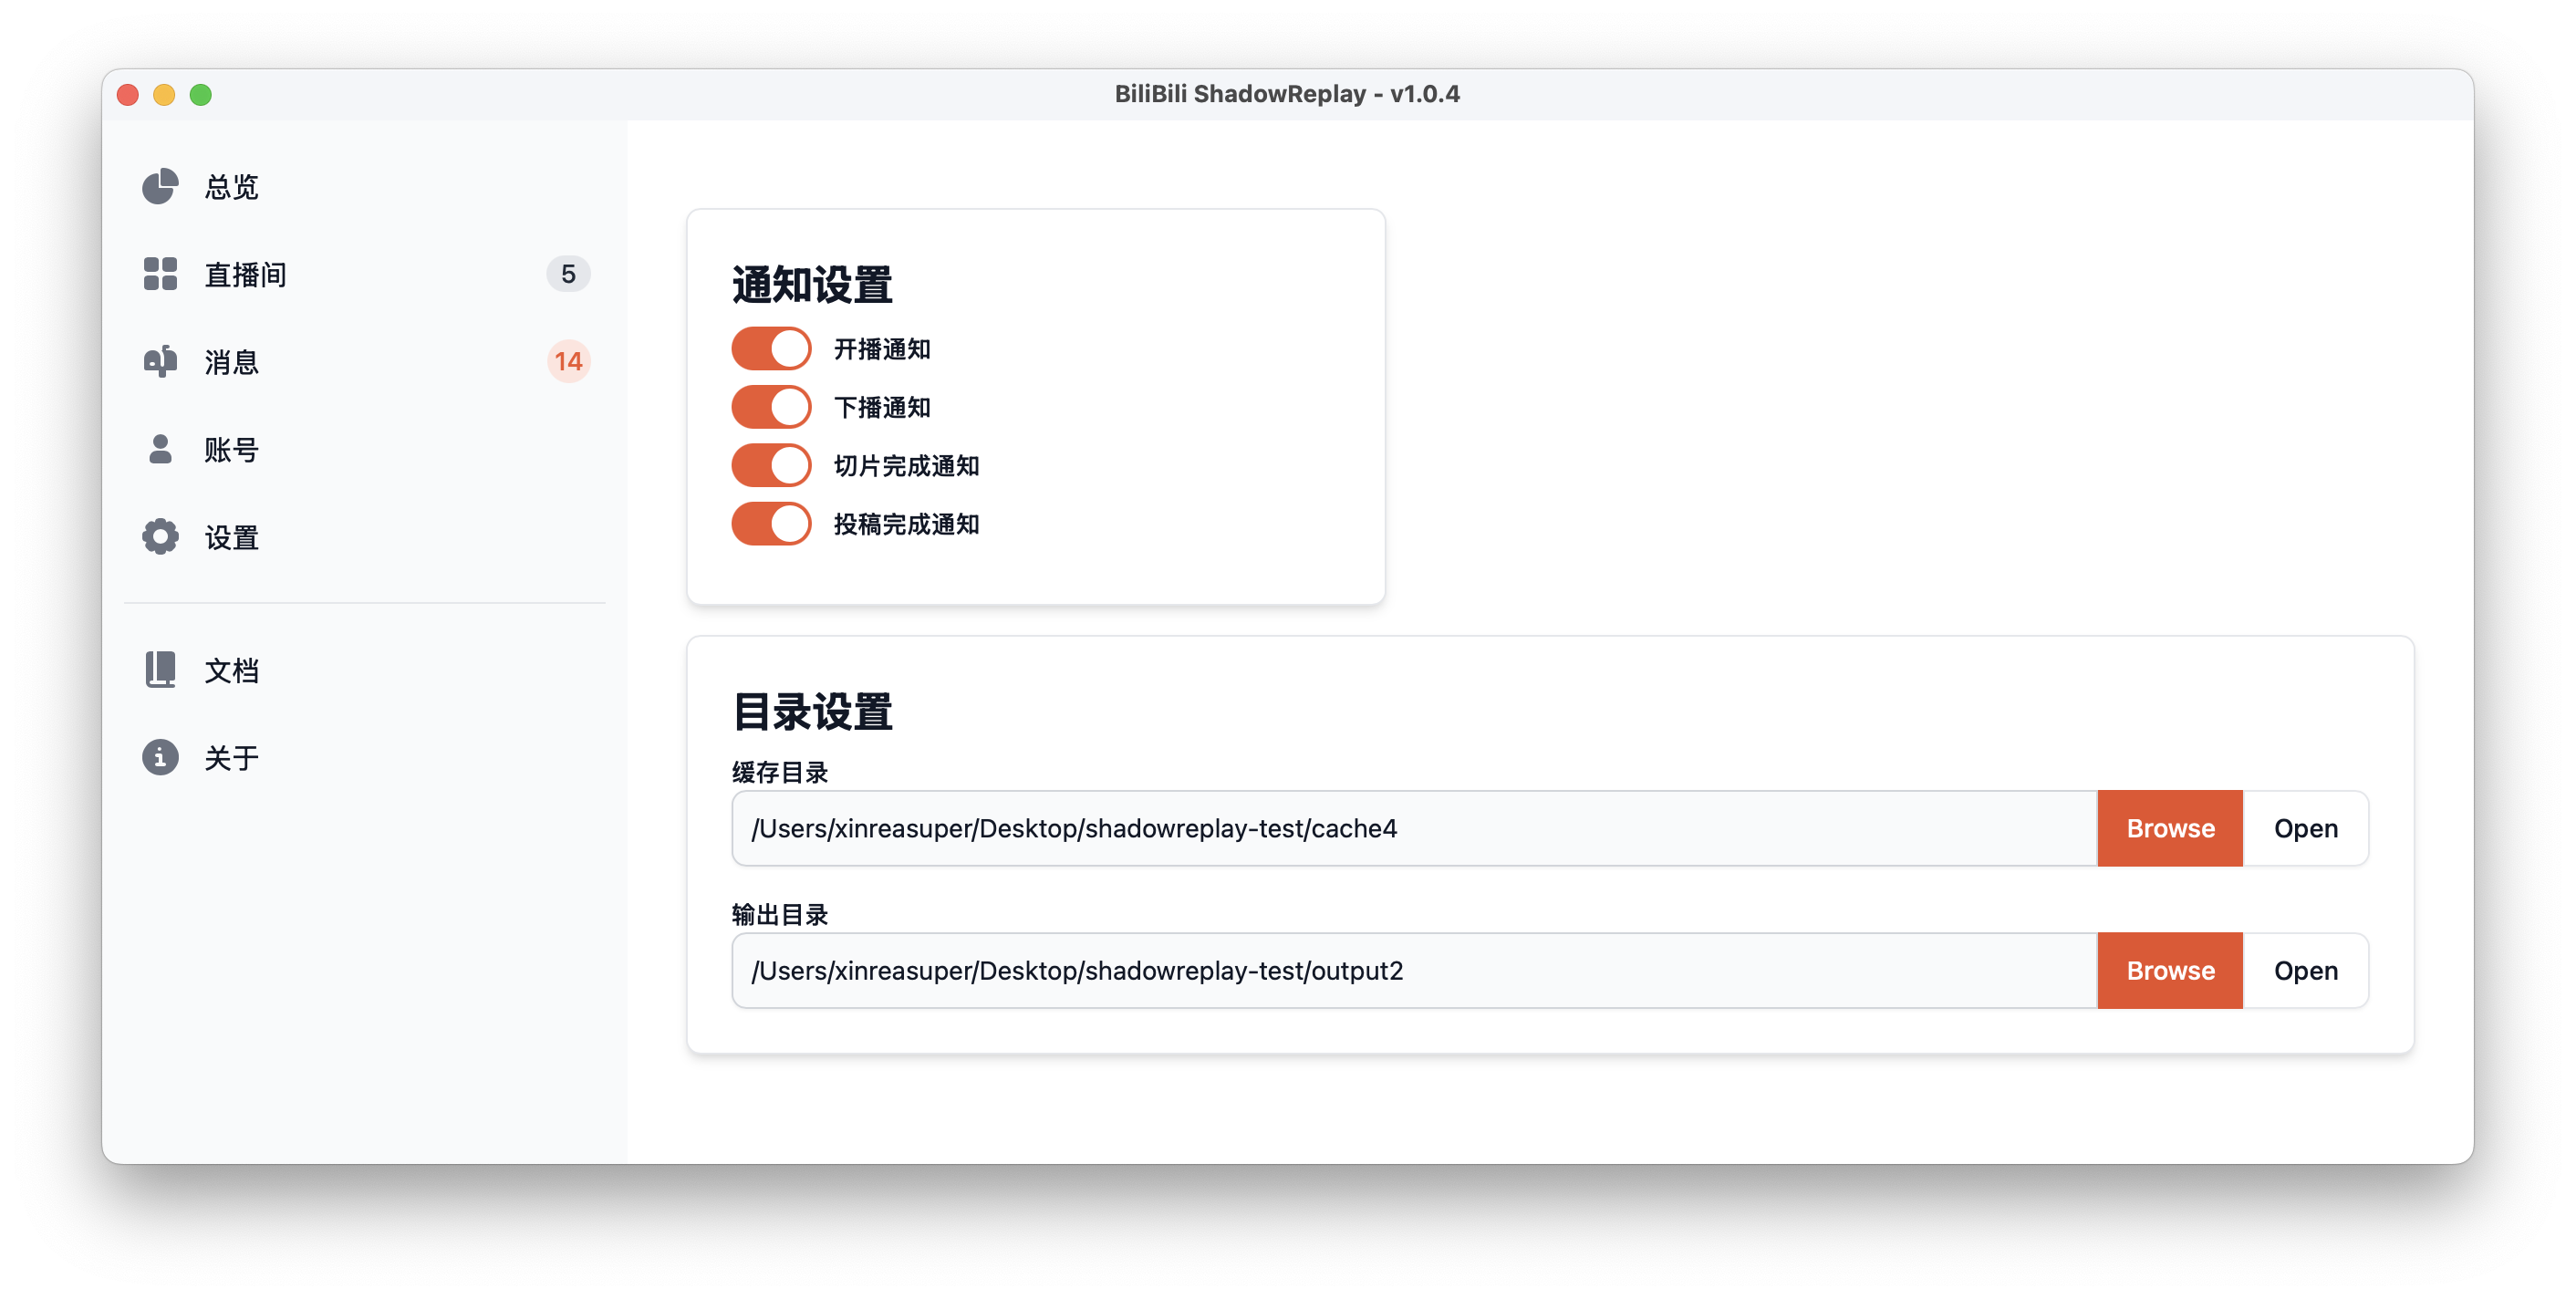 BiliBili ShadowReplay - v1.0.4
总览
直播间 5
消息 14
账号
设置
文档
关于
通知设置
开播通知
下播通知
切片完成通知
投稿完成通知
目录设置
缓存目录
/Users/xinreasuper/Desktop/shadowreplay-test/cache4 Browse Open
输出目录
/Users/xinreasuper/Desktop/shadowreplay-test/output2 Browse Open